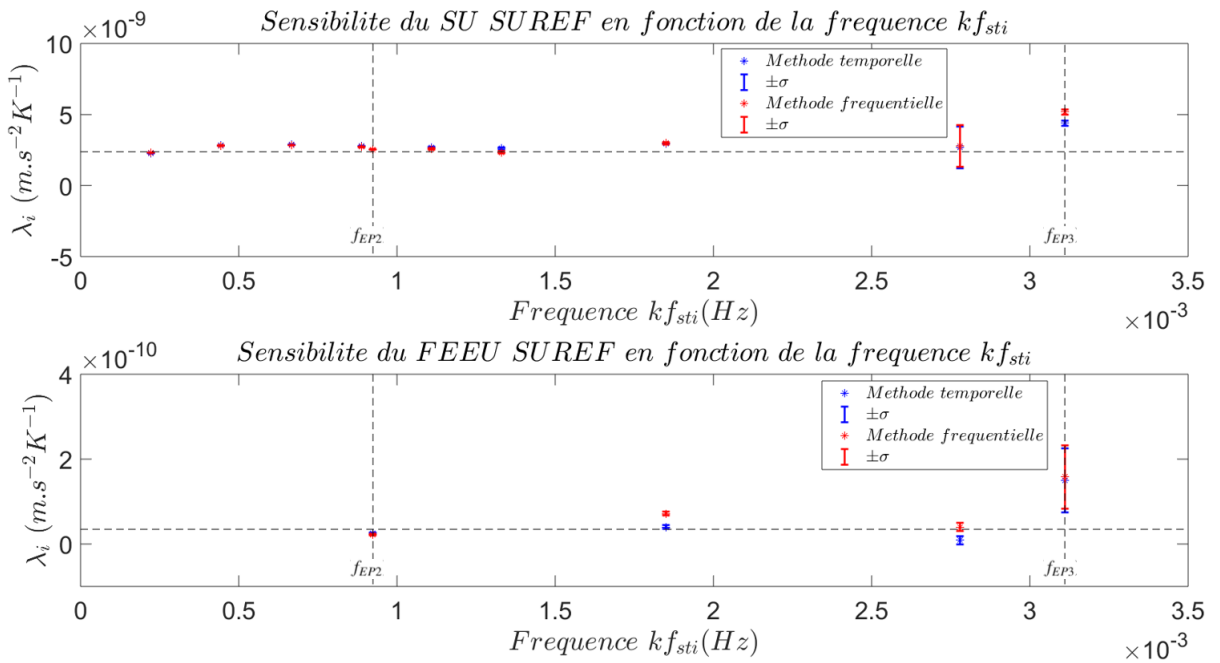 ×10⁻⁹
Sensibilite du SU SUREF en fonction de la frequence kf_sti
λ_i (m.s⁻²K⁻¹)
10
5
0
-5
Methode temporelle
±σ
Methode frequentielle
±σ
f_EP2
f_EP3
0 0.5 1 1.5 2 2.5 3 3.5
Frequence kf_sti(Hz)
×10⁻³
×10⁻¹⁰
Sensibilite du FEEU SUREF en fonction de la frequence kf_sti
λ_i (m.s⁻²K⁻¹)
4
2
0
Methode temporelle
±σ
Methode frequentielle
±σ
f_EP2
f_EP3
0 0.5 1 1.5 2 2.5 3 3.5
Frequence kf_sti(Hz)
×10⁻³